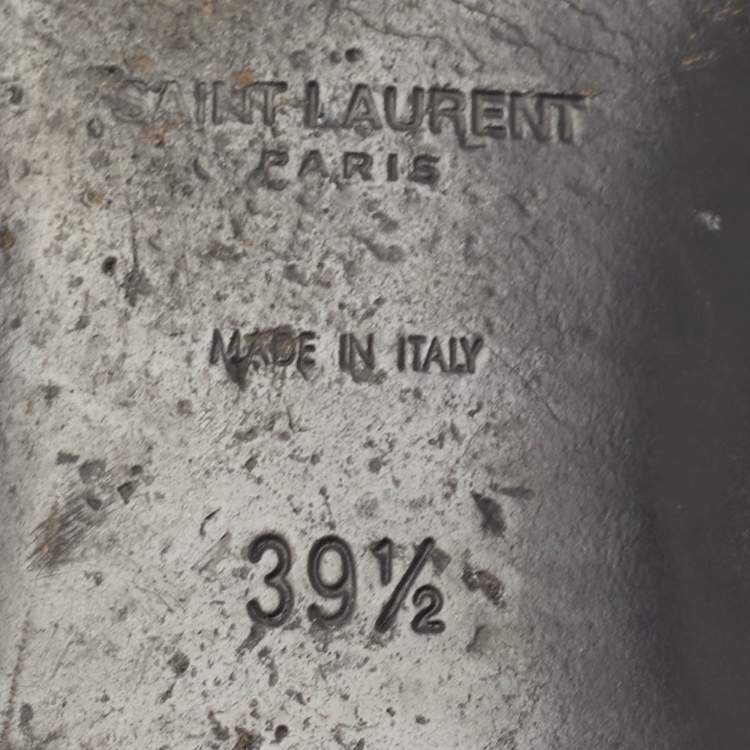 SAINT LAURENT
PARIS
MADE IN ITALY
39½